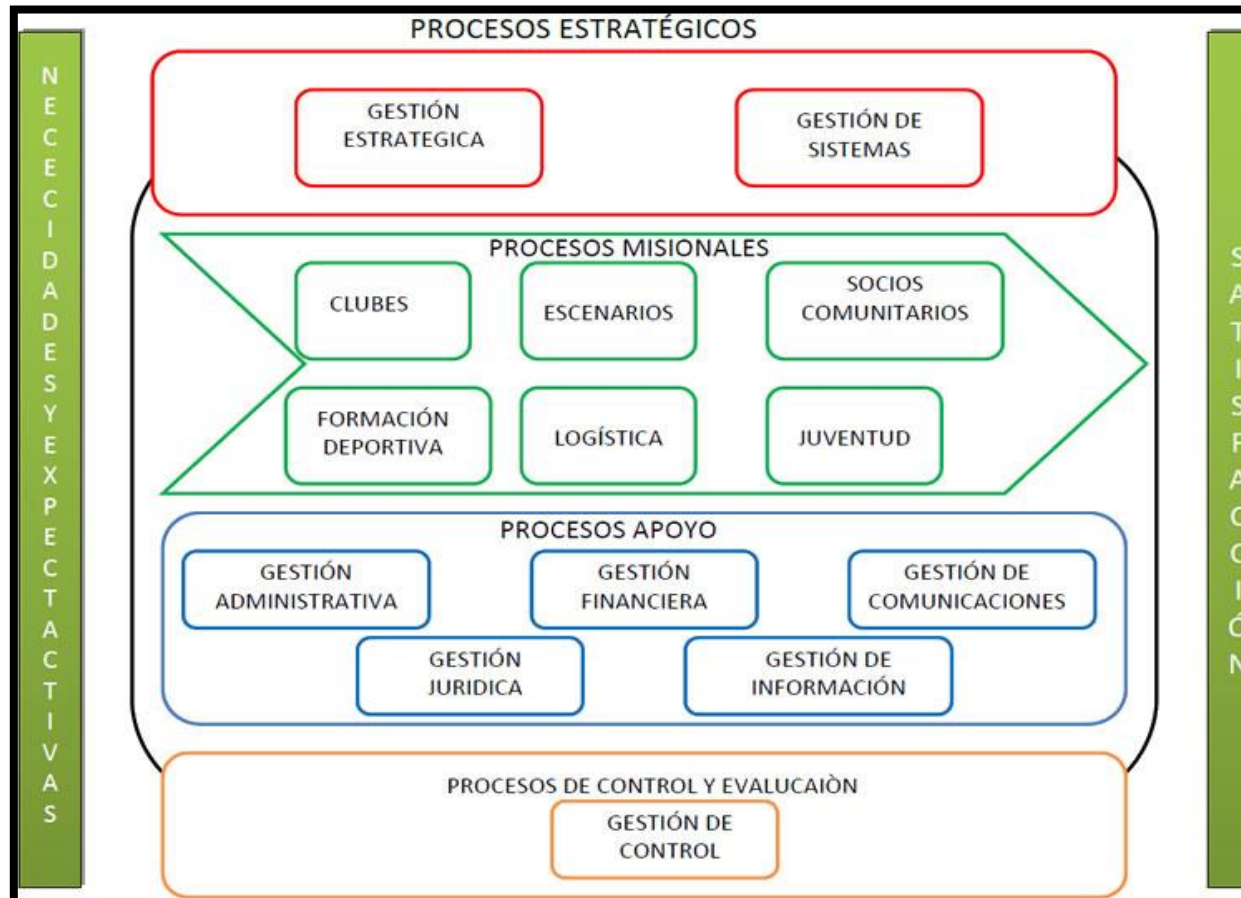 PROCESOS ESTRATÉGICOS
NECECIDADES Y EXPECTACTIVAS
GESTIÓN
ESTRATEGICA
GESTIÓN DE
SISTEMAS
PROCESOS MISIONALES
CLUBES
ESCENARIOS
SOCIOS
COMUNITARIOS
FORMACIÓN
DEPORTIVA
LOGÍSTICA
JUVENTUD
PROCESOS APOYO
GESTIÓN
ADMINISTRATIVA
GESTIÓN
FINANCIERA
GESTIÓN DE
COMUNICACIONES
GESTIÓN
JURIDICA
GESTIÓN DE
INFORMACIÓN
PROCESOS DE CONTROL Y EVALUCAIÒN
GESTIÓN DE
CONTROL
SATISFACCIÓN